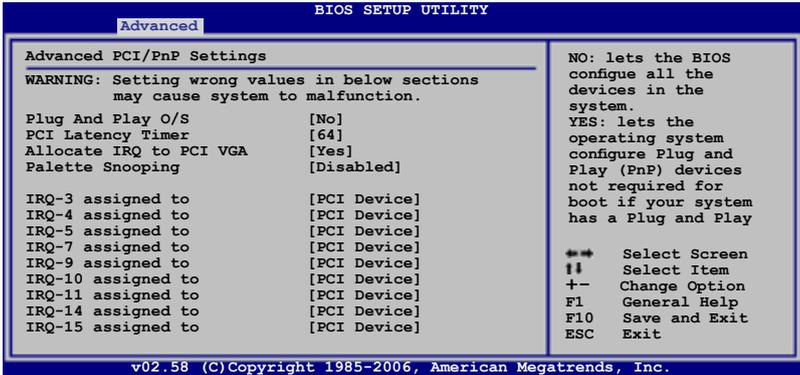 BIOS SETUP UTILITY
Advanced
Advanced PCI/PnP Settings
WARNING: Setting wrong values in below sections
may cause system to malfunction.
Plug And Play O/S [No]
PCI Latency Timer [64]
Allocate IRQ to PCI VGA [Yes]
Palette Snooping [Disabled]
IRQ-3 assigned to [PCI Device]
IRQ-4 assigned to [PCI Device]
IRQ-5 assigned to [PCI Device]
IRQ-7 assigned to [PCI Device]
IRQ-9 assigned to [PCI Device]
IRQ-10 assigned to [PCI Device]
IRQ-11 assigned to [PCI Device]
IRQ-14 assigned to [PCI Device]
IRQ-15 assigned to [PCI Device]
NO: lets the BIOS
configue all the
devices in the
system.
YES: lets the
operating system
configure Plug and
Play (PnP) devices
not required for
boot if your system
has a Plug and Play
←→ Select Screen
↑↓ Select Item
+- Change Option
F1 General Help
F10 Save and Exit
ESC Exit
v02.58 (C)Copyright 1985-2006, American Megatrends, Inc.